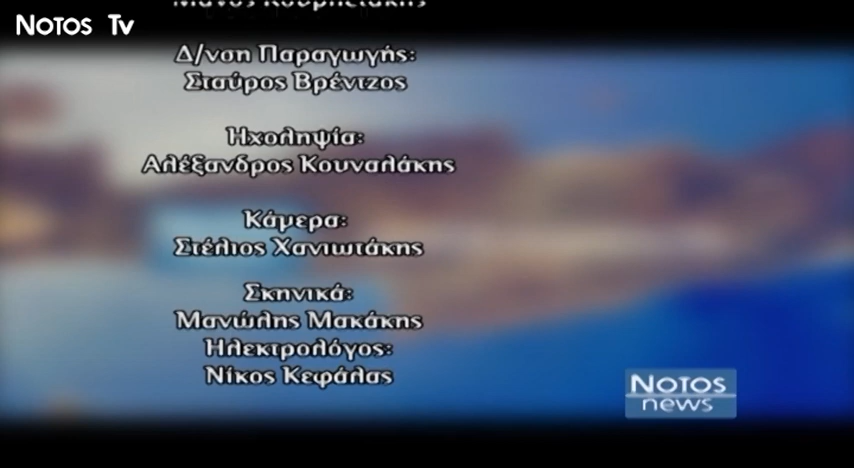 NOTOS TV
Δ/νση Παραγωγής:
Σταύρος Βρέντζος
Ηχοληψία:
Αλέξανδρος Κουναλάκης
Κάμερα:
Στέλιος Χανιωτάκης
Σκηνικά:
Μανώλης Μακάκης
Ηλεκτρολόγος:
Νίκος Κεφάλας
NOTOS
news